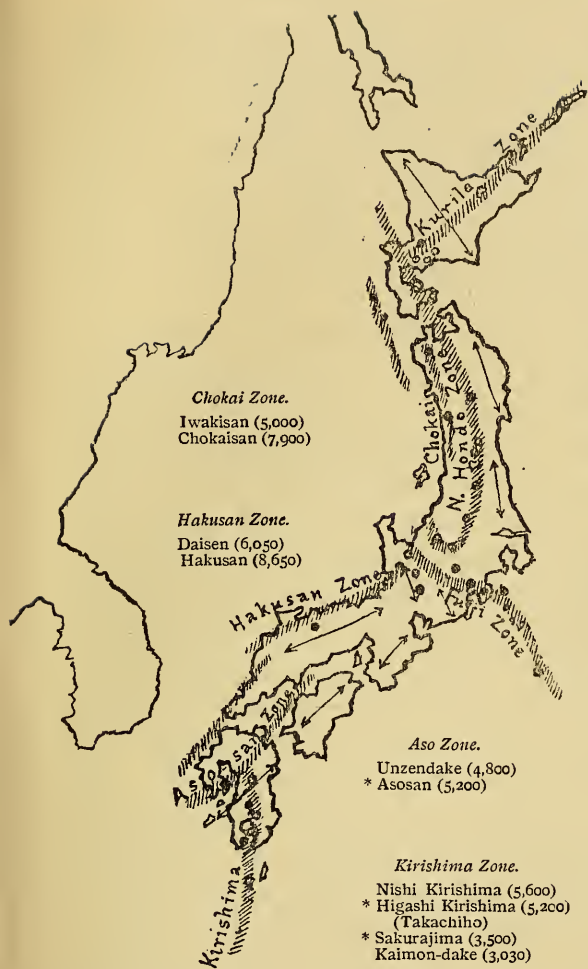 Kurile Zone
Chokai
N. Hondo Zone
Chokai Zone.
Iwakisan (5,000)
Chokaisan (7,900)
Hakusan Zone.
Daisen (6,050)
Hakusan (8,650)
Hakusan Zone
Fuji Zone
Asosan Zone
Aso Zone.
Unzendake (4,800)
* Asosan (5,200)
Kirishima
Kirishima Zone.
Nishi Kirishima (5,600)
* Higashi Kirishima (5,200)
(Takachiho)
* Sakurajima (3,500)
Kaimon-dake (3,030)